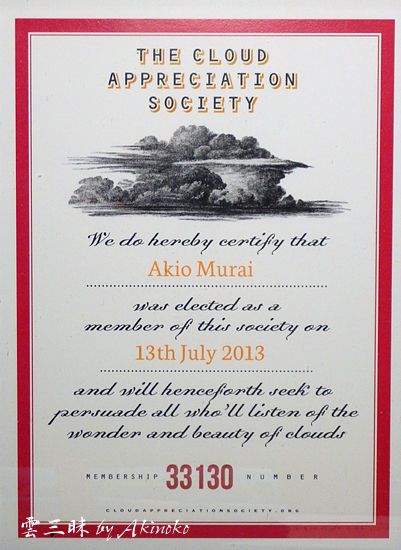 THE CLOUD
APPRECIATION
SOCIETY
We do hereby certify that
Akio Murai
was elected as a
member of this society on
13th July 2013
and will henceforth seek to
persuade all who'll listen of the
wonder and beauty of clouds
MEMBERSHIP 33130 NUMBER
CLOUDAPPRECIATIONSOCIETY.ORG
雲三昧 by Akinoko